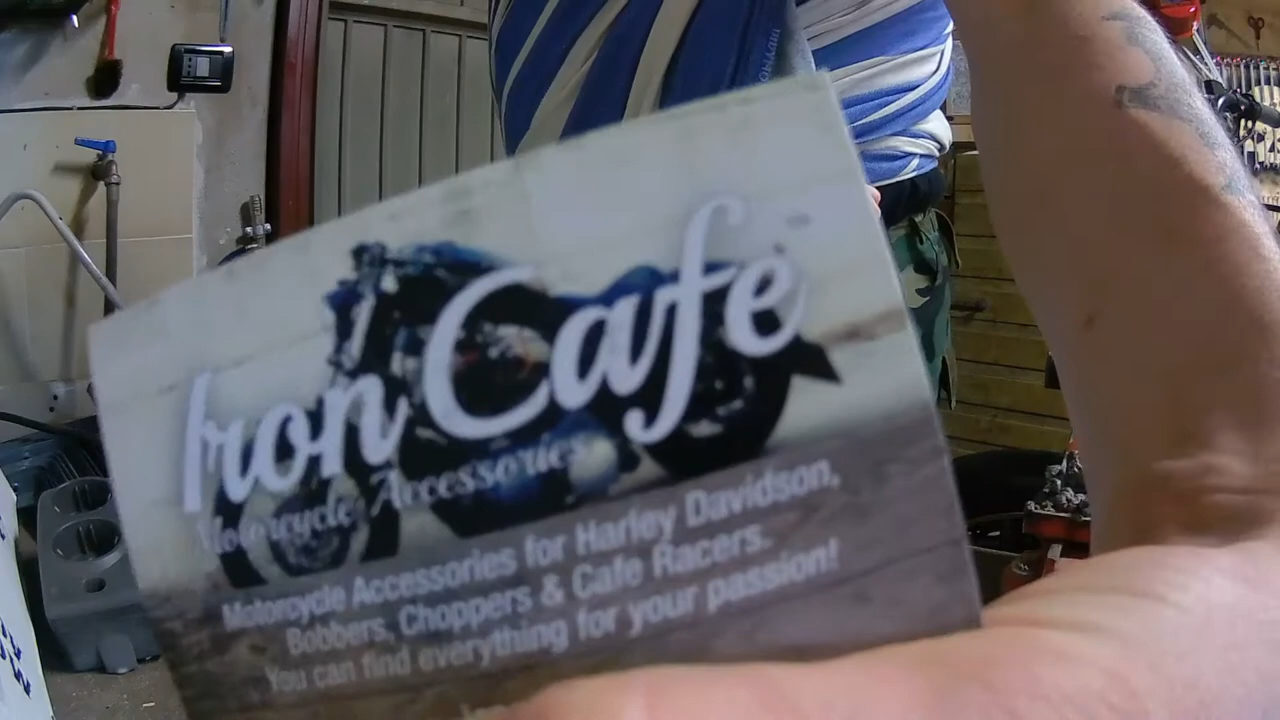 Iron Cafe
Motorcycle Accessories
Motorcycle Accessories for Harley Davidson,
Bobbers, Choppers & Cafe Racers.
You can find everything for your passion!